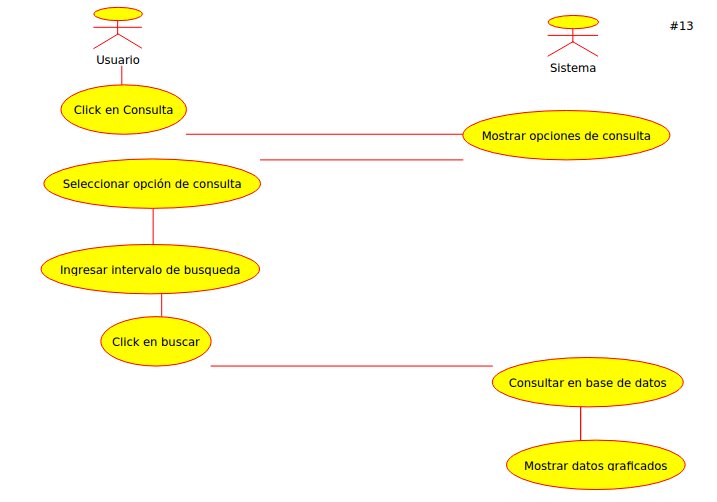 #13
Usuario
Sistema
Click en Consulta
Mostrar opciones de consulta
Seleccionar opción de consulta
Ingresar intervalo de busqueda
Click en buscar
Consultar en base de datos
Mostrar datos graficados